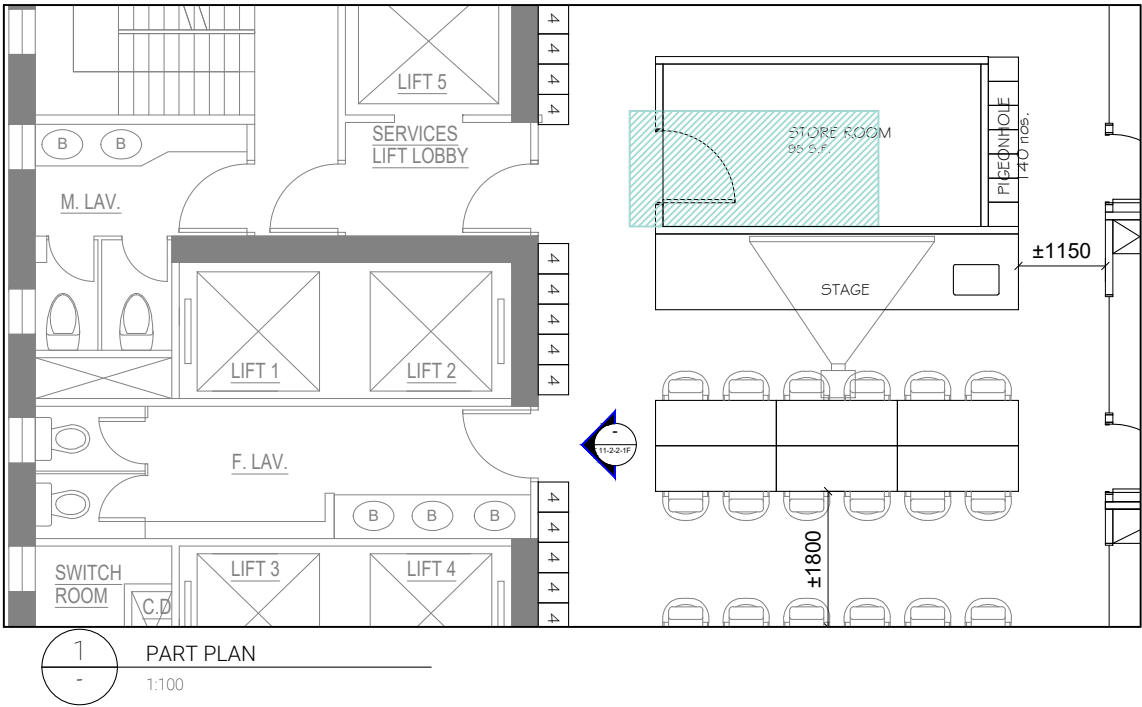 4
4
4
4
LIFT 5
SERVICES
LIFT LOBBY
B
B
M. LAV.
STORE ROOM
95 S.F.
PIGEONHOLE
140 nos.
±1150
4
4
4
4
4
STAGE
LIFT 1
LIFT 2
F. LAV.
-
11-2-2-1F
B
B
B
4
4
4
4
4
±1800
SWITCH
ROOM
C.D
LIFT 3
LIFT 4
1
-
PART PLAN
1:100